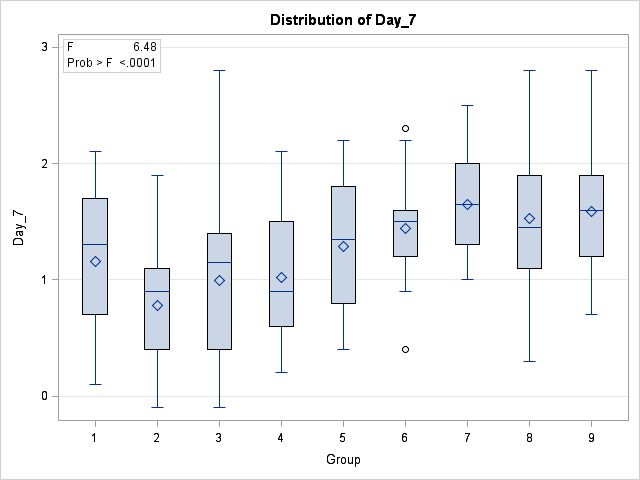 Distribution of Day_7
F 6.48
Prob > F <.0001
3
2
1
0
Day_7
1 2 3 4 5 6 7 8 9
Group